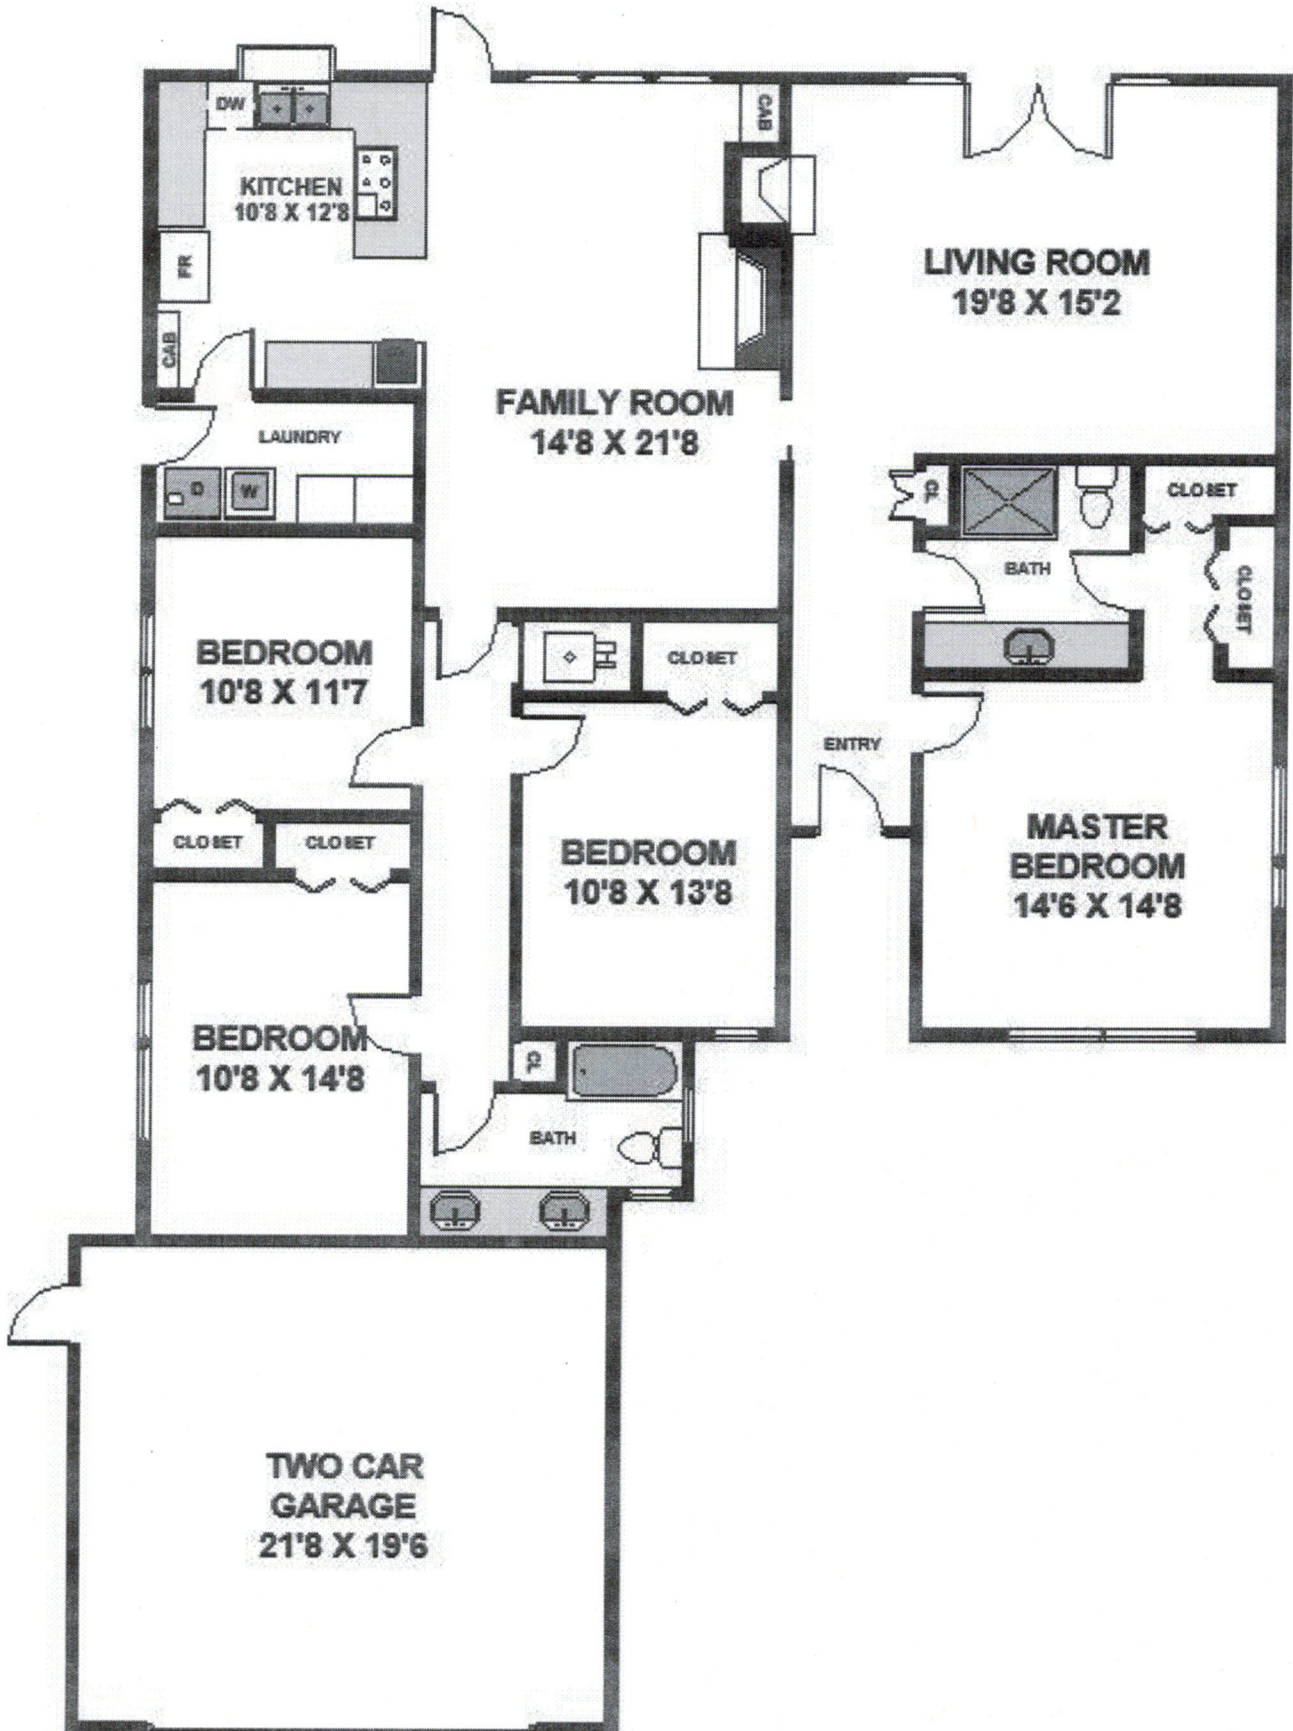 DW
CAB
KITCHEN
10'8 X 12'8
FR
LIVING ROOM
19'8 X 15'2
CAB
FAMILY ROOM
14'8 X 21'8
LAUNDRY
D
W
CL
CLOSET
BATH
CLOSET
BEDROOM
10'8 X 11'7
CLOSET
ENTRY
CLOSET
CLOSET
BEDROOM
10'8 X 13'8
MASTER
BEDROOM
14'6 X 14'8
BEDROOM
10'8 X 14'8
CL
BATH
TWO CAR
GARAGE
21'8 X 19'6